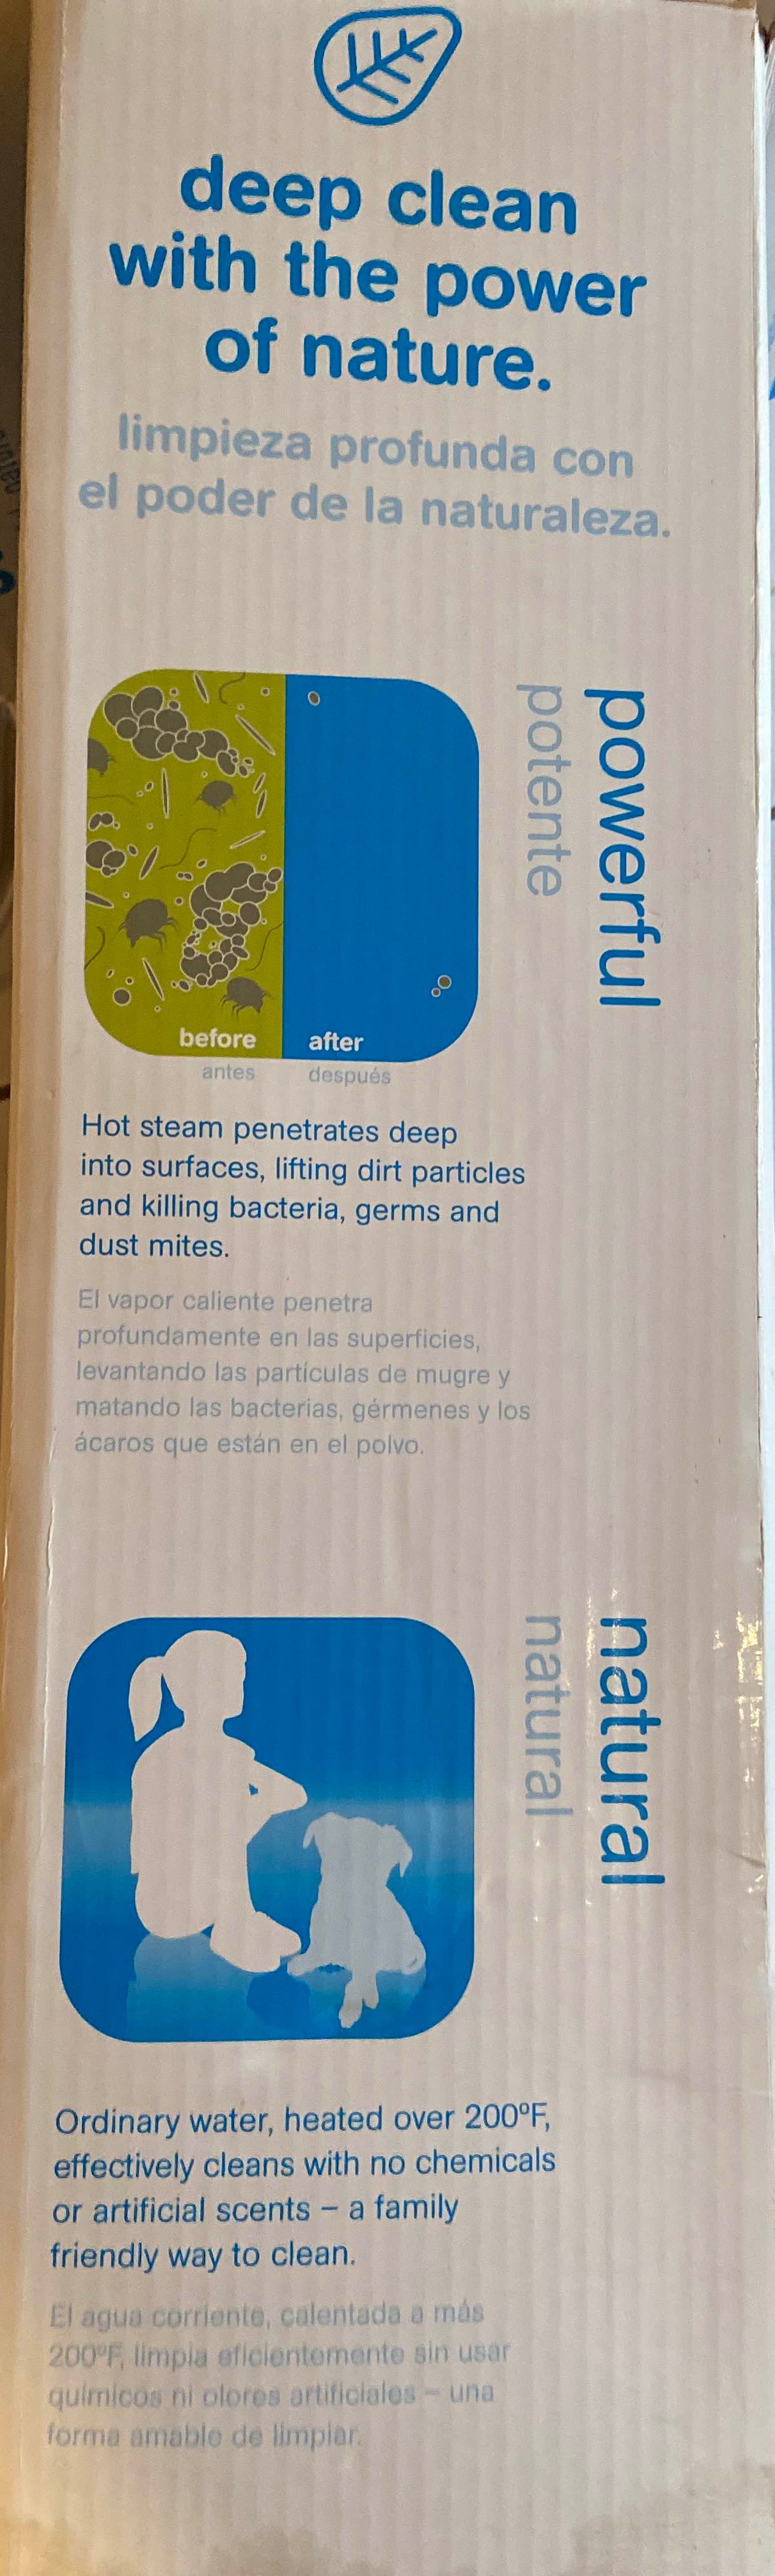 deep clean
with the power
of nature.
limpieza profunda con
el poder de la naturaleza.
powerful
potente
before
after
antes
después
Hot steam penetrates deep
into surfaces, lifting dirt particles
and killing bacteria, germs and
dust mites.
El vapor caliente penetra
profundamente en las superficies,
levantando las partículas de mugre y
matando las bacterias, gérmenes y los
ácaros que están en el polvo.
natural
natural
Ordinary water, heated over 200ºF,
effectively cleans with no chemicals
or artificial scents – a family
friendly way to clean.
El agua corriente, calentada a más
200ºF, limpia eficientemente sin usar
químicos ni olores artificiales – una
forma amable de limpiar.